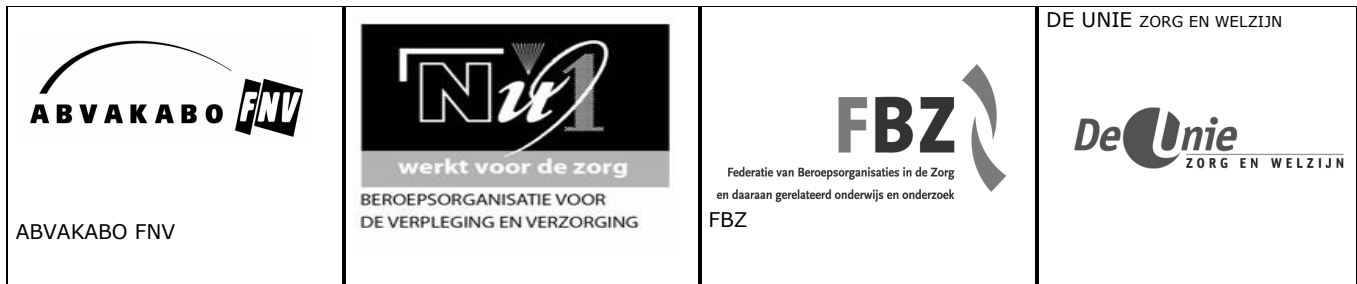 ABVAKABO FNV
ABVAKABO FNV
Nu
werkt voor de zorg
BEROEPSORGANISATIE VOOR
DE VERPLEGING EN VERZORGING
FBZ
Federatie van Beroepsorganisaties in de Zorg
en daaraan gerelateerd onderwijs en onderzoek
FBZ
DE UNIE ZORG EN WELZIJN
De Unie
ZORG EN WELZIJN